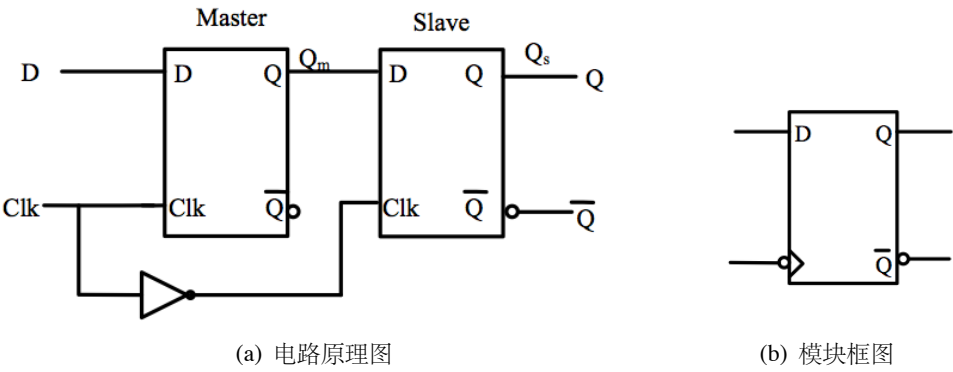 Master
Slave
D
D
Q
Qm
D
Q
Qs
Q
Clk
Clk
Q̅
Clk
Q̅
Q̅
D
Q
Q̅
(a) 电路原理图
(b) 模块框图